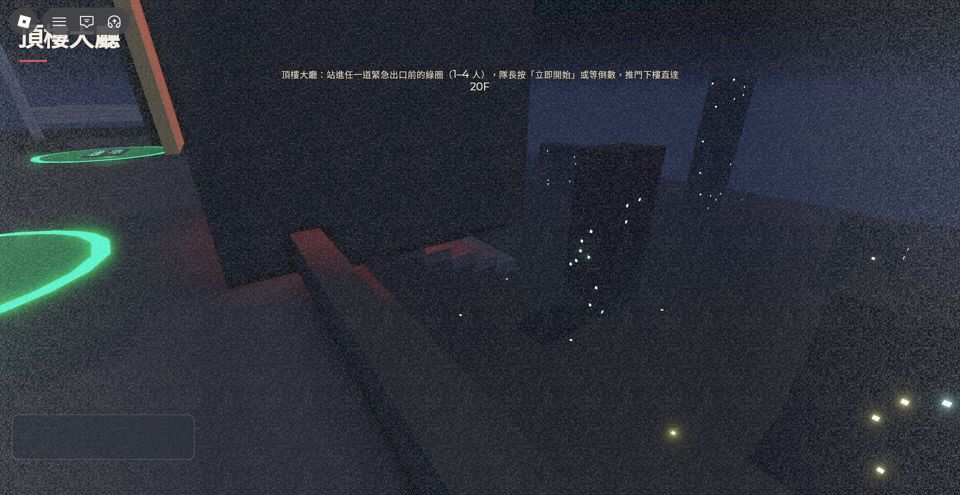 頂樓大廳
頂樓大廳：站進任一道緊急出口前的綠圈（1–4 人），隊長按「立即開始」或等倒數，推門下樓直達
20F